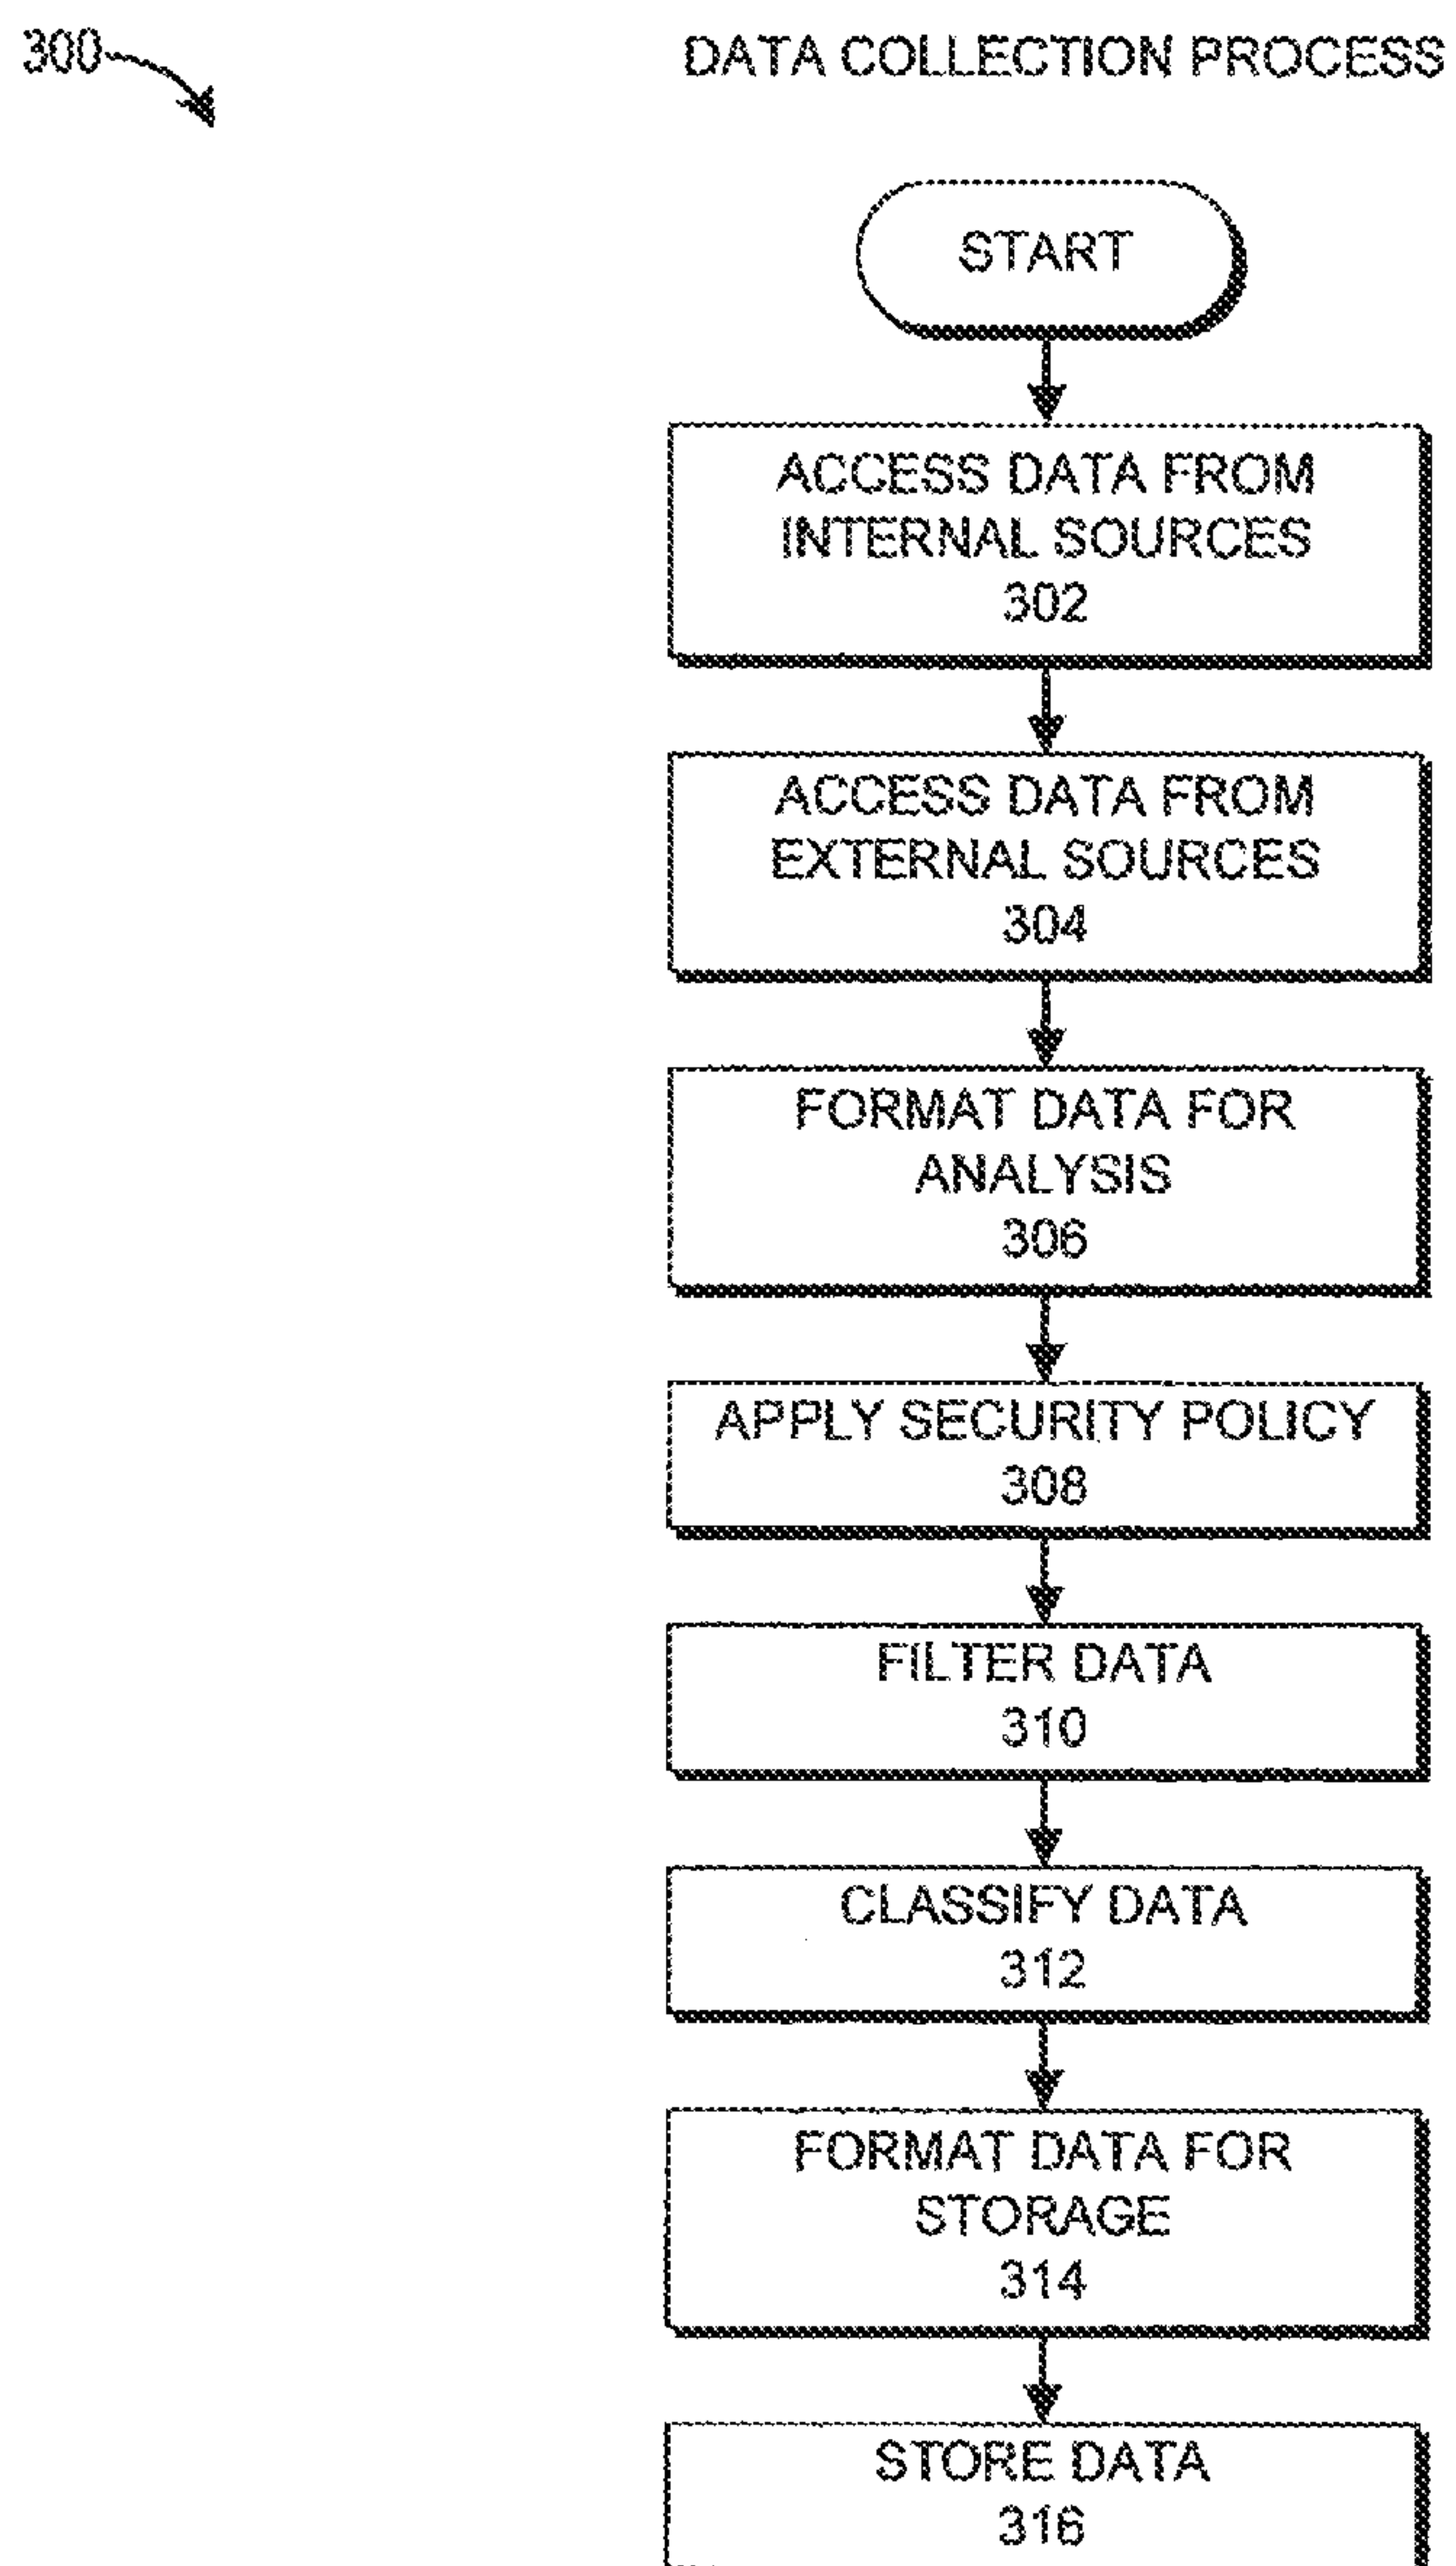 300
DATA COLLECTION PROCESS
START
ACCESS DATA FROM
INTERNAL SOURCES
302
ACCESS DATA FROM
EXTERNAL SOURCES
304
FORMAT DATA FOR
ANALYSIS
306
APPLY SECURITY POLICY
308
FILTER DATA
310
CLASSIFY DATA
312
FORMAT DATA FOR
STORAGE
314
STORE DATA
316